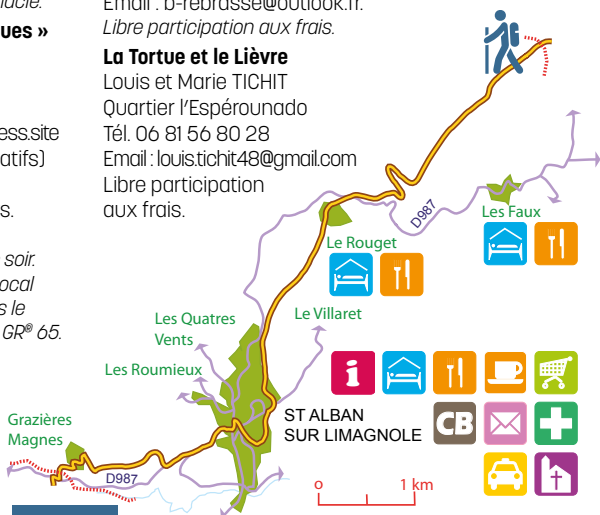 nacie.
ues »
ess.site
atifs)
s.
soir.
ocal
s le
GR® 65.
Email : b-rebrasse@outlook.fr.
Libre participation aux frais.
La Tortue et le Lièvre
Louis et Marie TICHIT
Quartier l'Espérounado
Tél. 06 81 56 80 28
Email : louis.tichit48@gmail.com
Libre participation
aux frais.
D987
Les Faux
Le Rouget
Les Quatres
Vents
Le Villaret
Les Roumieux
i
ST ALBAN
SUR LIMAGNOLE
CB
Grazières
Magnes
D987
0 1 km